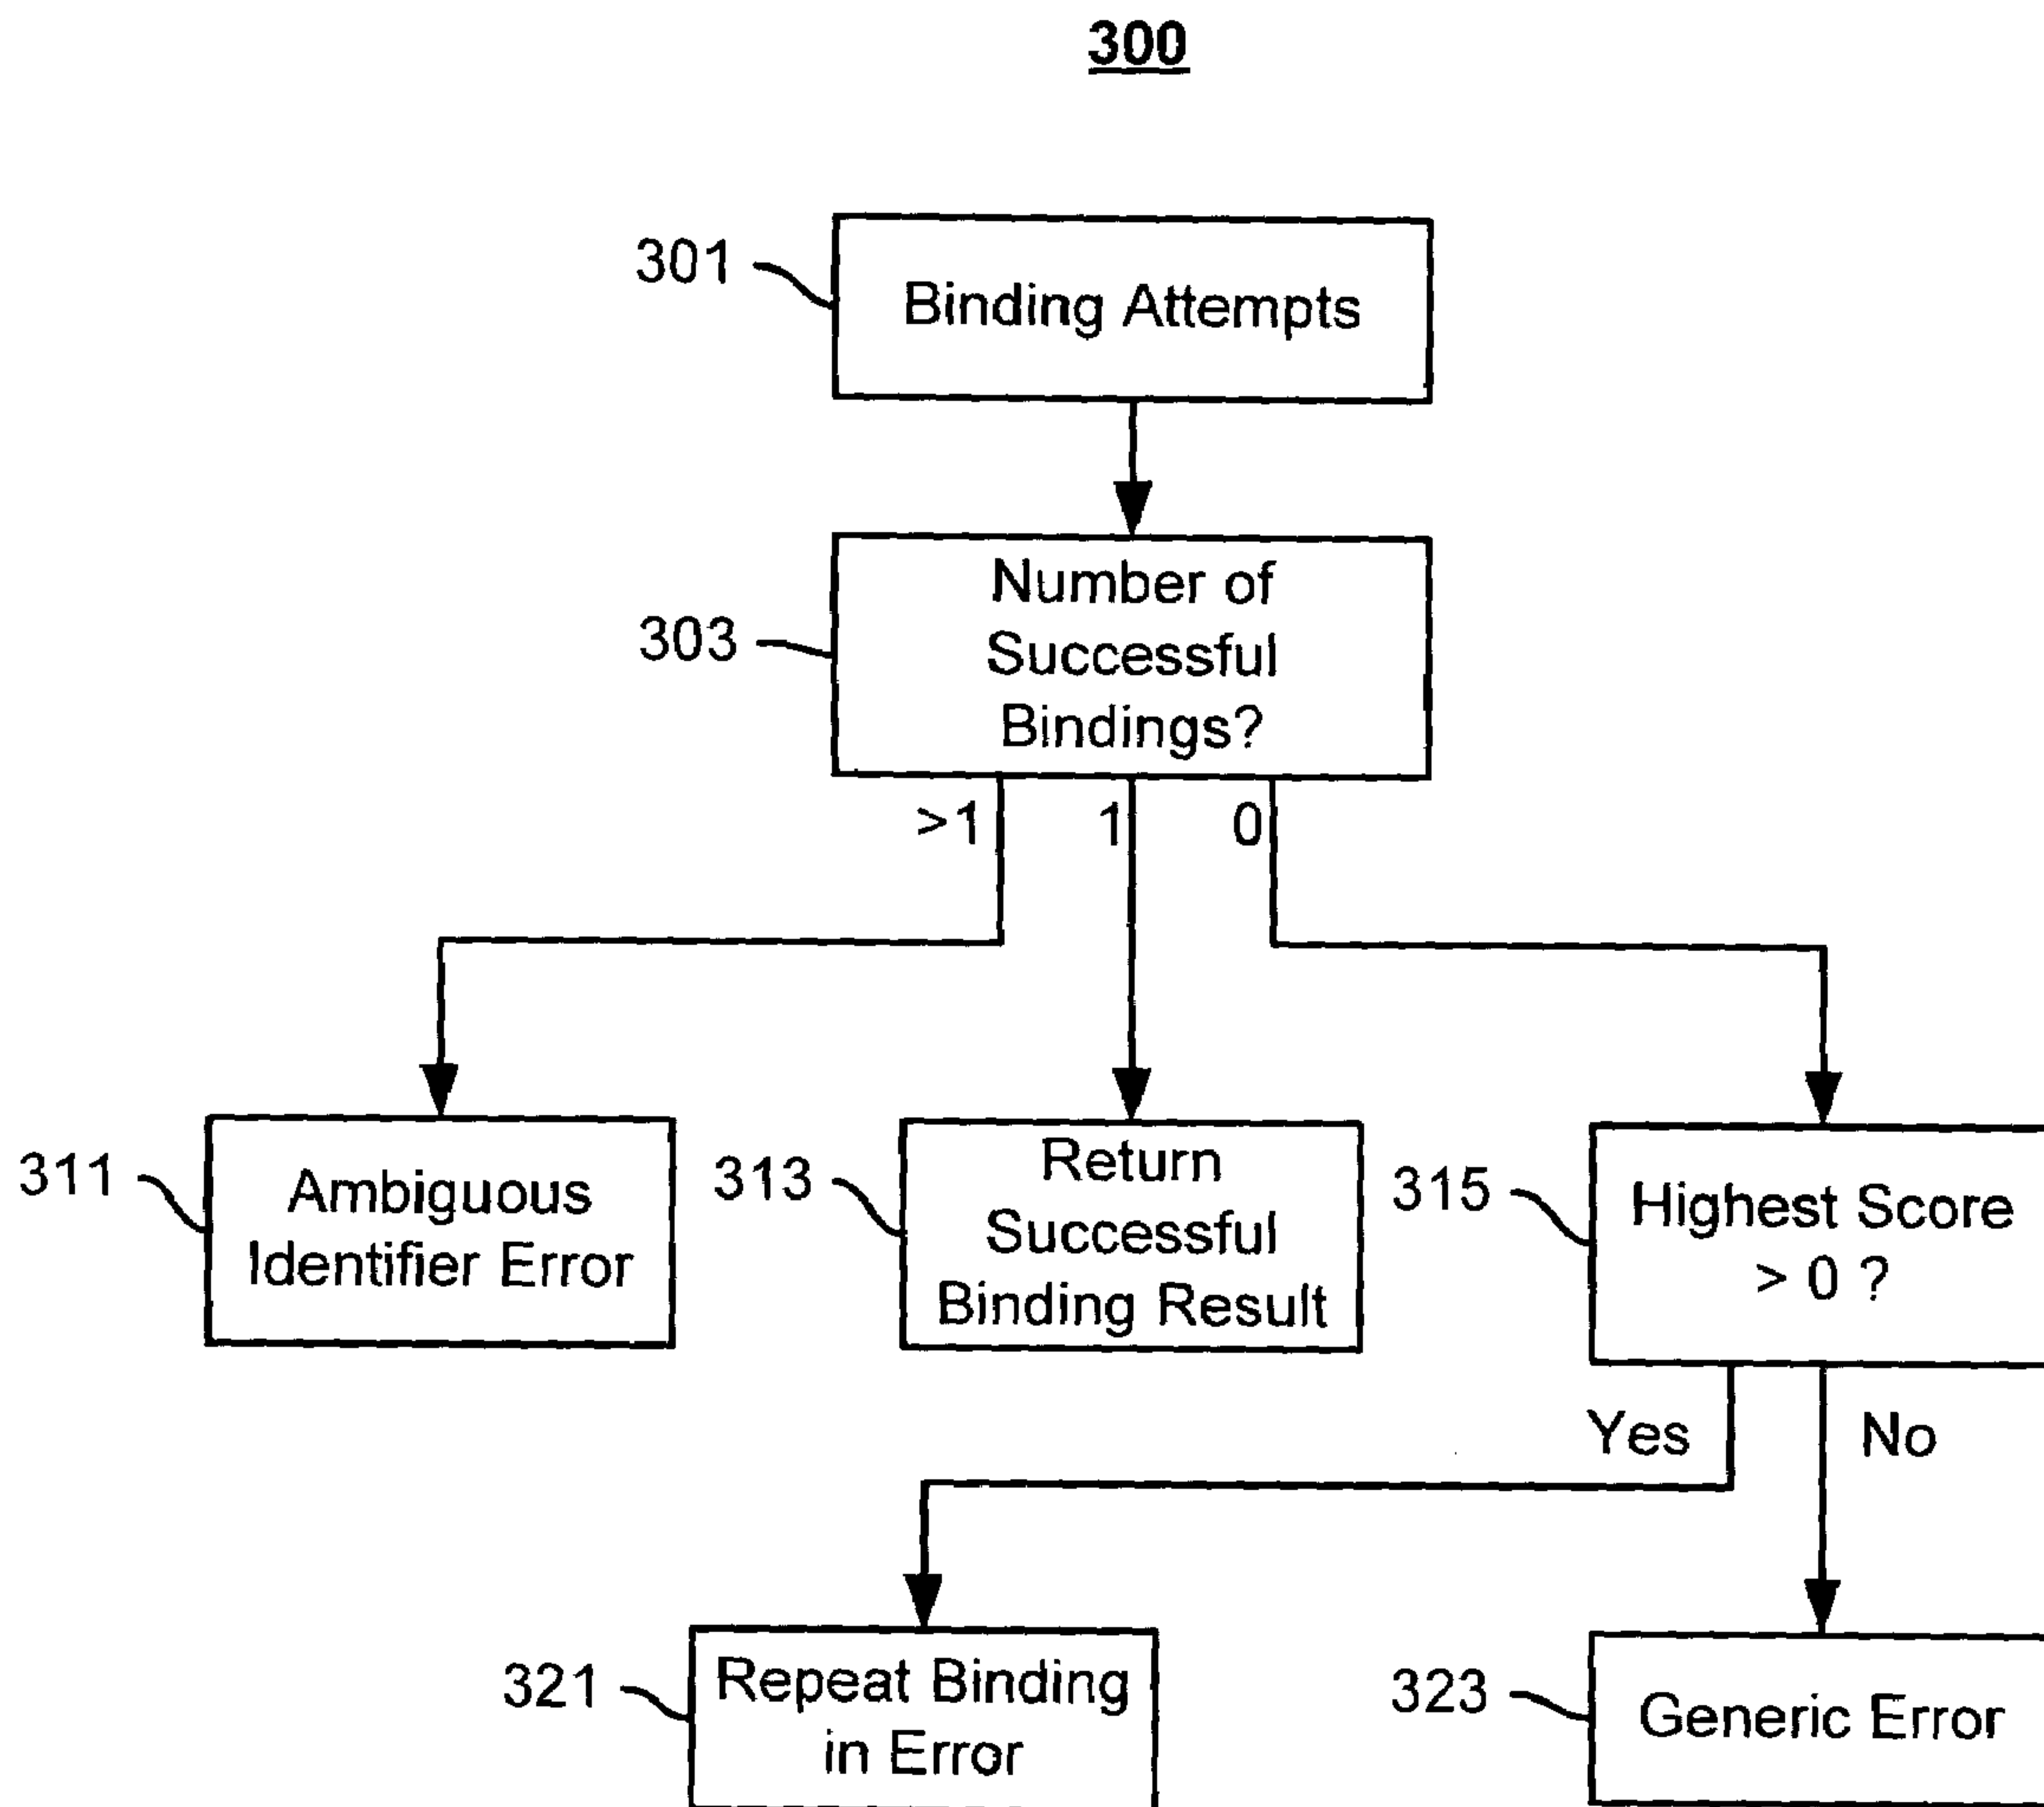 300
301
Binding Attempts
303
Number of
Successful
Bindings?
>1
1
0
311
Ambiguous
Identifier Error
313
Return
Successful
Binding Result
315
Highest Score
> 0 ?
Yes
No
321
Repeat Binding
in Error
323
Generic Error